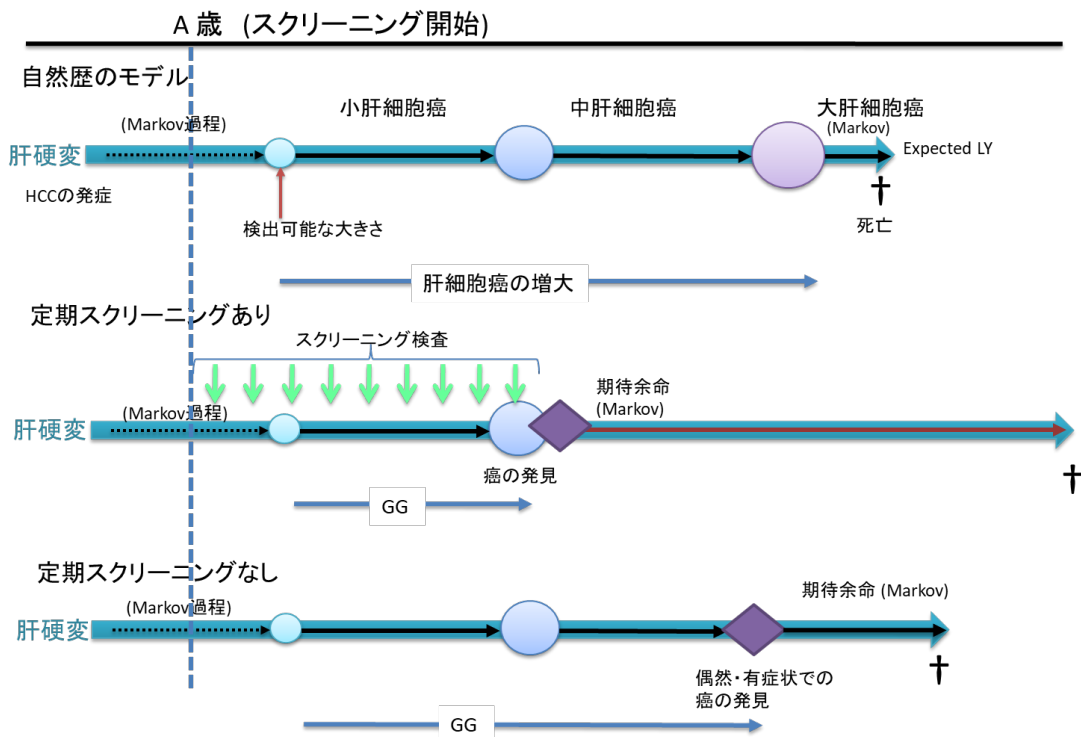 A 歳 (スクリーニング開始)
自然歴のモデル
(Markov過程)
小肝細胞癌
中肝細胞癌
大肝細胞癌
(Markov)
肝硬変
Expected LY
HCCの発症
検出可能な大きさ
死亡
肝細胞癌の増大
定期スクリーニングあり
スクリーニング検査
(Markov過程)
期待余命
(Markov)
肝硬変
癌の発見
GG
定期スクリーニングなし
(Markov過程)
期待余命 (Markov)
肝硬変
偶然・有症状での
癌の発見
GG